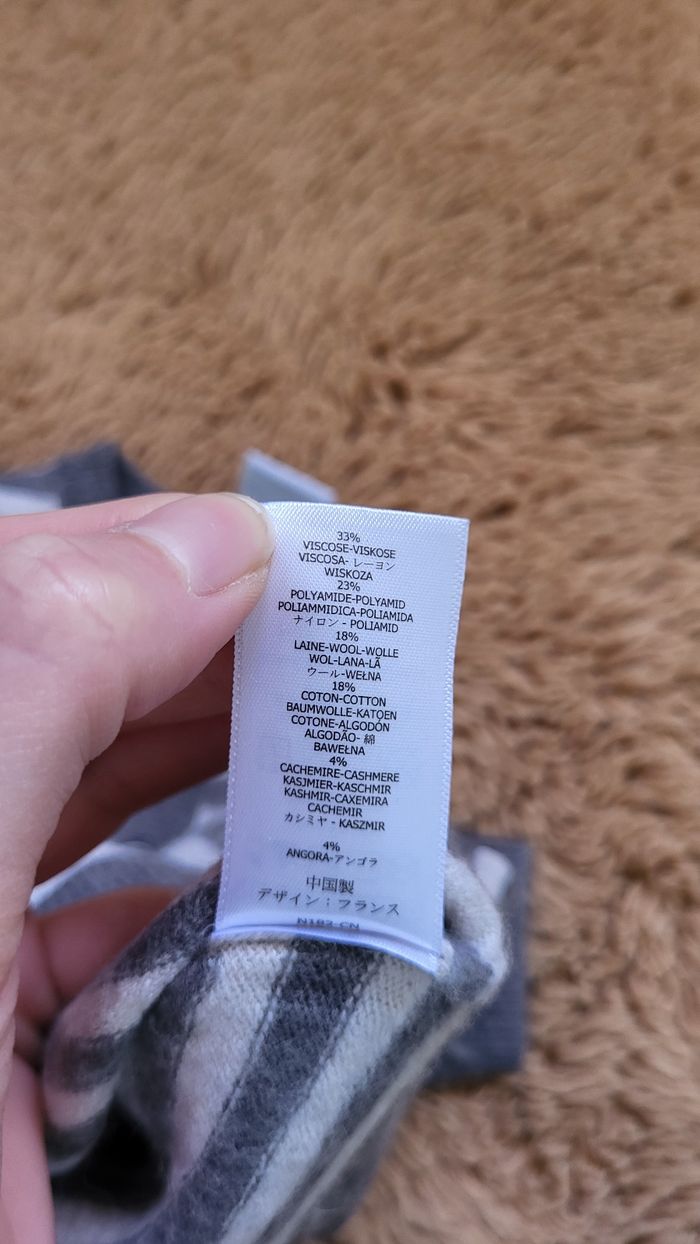 33%
VISCOSE-VISKOSE
VISCOSA- レーヨン
WISKOZA
23%
POLYAMIDE-POLYAMID
POLIAMMIDICA-POLIAMIDA
ナイロン - POLIAMID
18%
LAINE-WOOL-WOLLE
WOL-LANA-LÃ
ウール-WEŁNA
18%
COTON-COTTON
BAUMWOLLE-KATOEN
COTONE-ALGODÓN
ALGODÃO- 綿
BAWEŁNA
4%
CACHEMIRE-CASHMERE
KASJMIER-KASCHMIR
KASHMIR-CAXEMIRA
CACHEMIR
カシミヤ - KASZMIR
4%
ANGORA-アンゴラ
中国製
デザイン：フランス
N182-CN